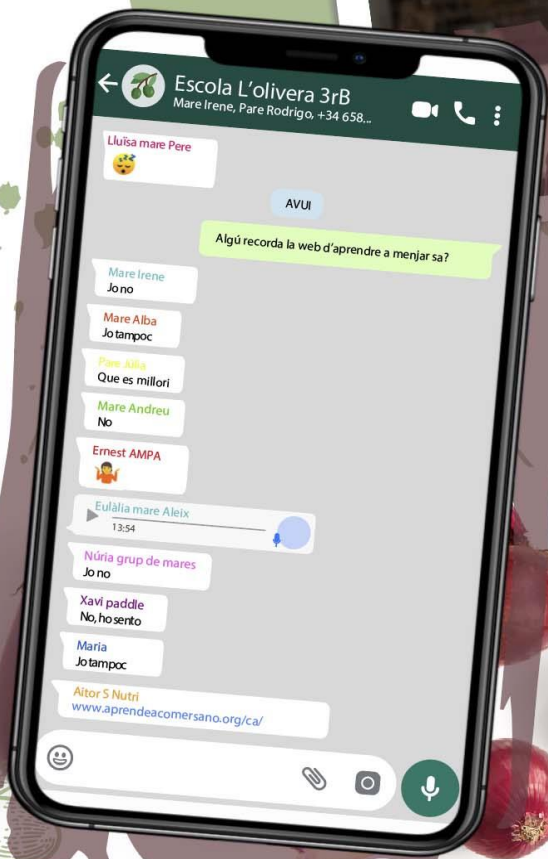 Escola L'olivera 3rB
Mare Irene, Pare Rodrigo, +34 658...
Lluïsa mare Pere
AVUI
Algú recorda la web d'aprendre a menjar sa?
Mare Irene
Jo no
Mare Alba
Jo tampoc
Pare Júlia
Que es millori
Mare Andreu
No
Ernest AMPA
Eulàlia mare Aleix
13:54
Núria grup de mares
Jo no
Xavi paddle
No, ho sento
Maria
Jo tampoc
Aitor S Nutri
www.aprendeacomersano.org/ca/